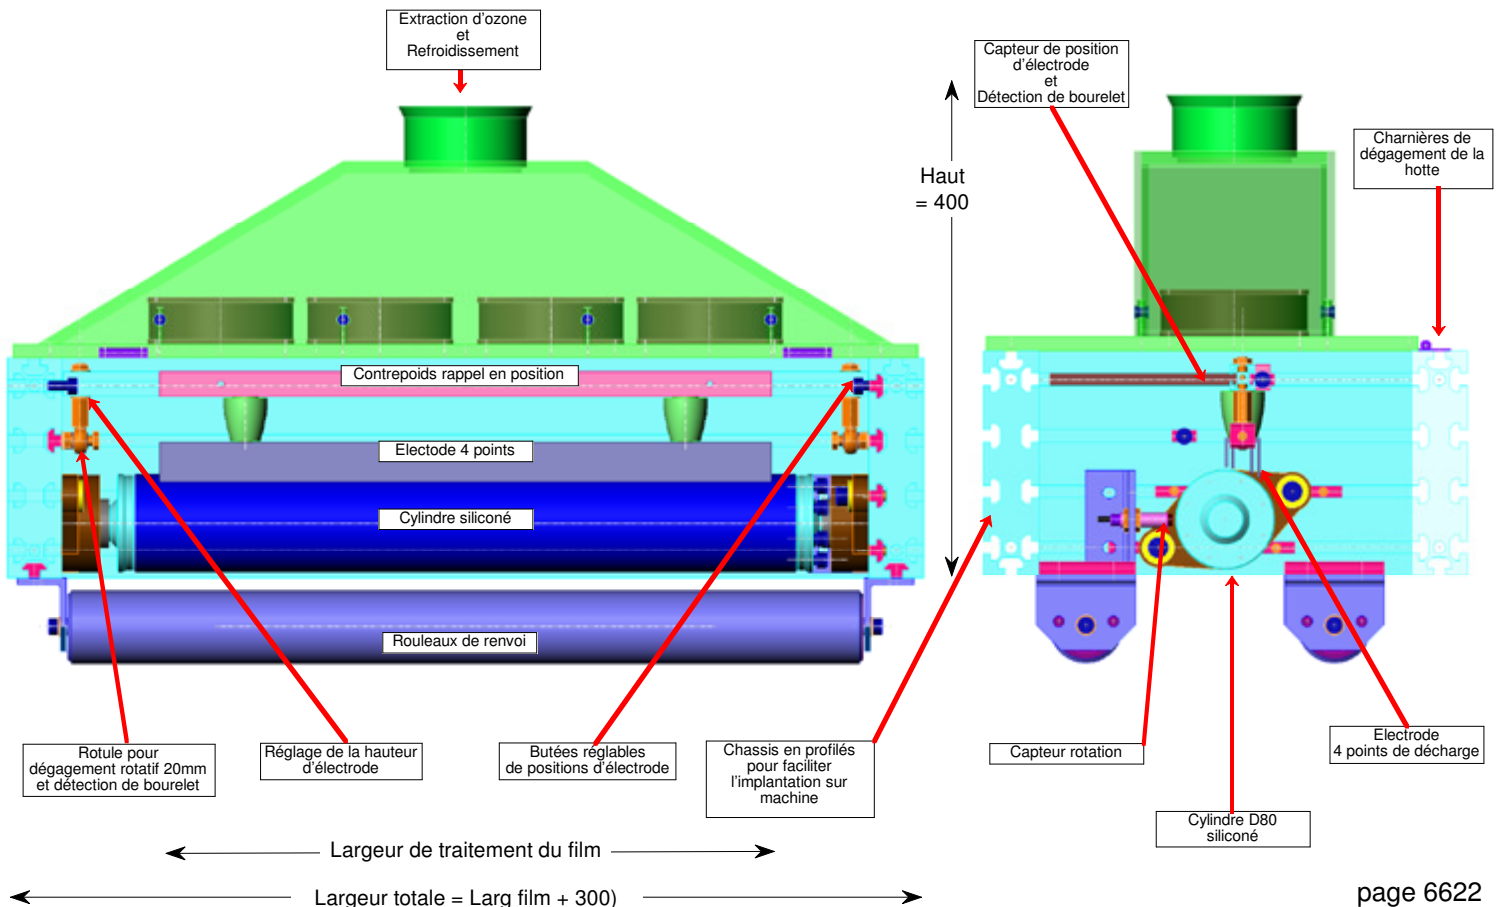 Extraction d'ozone
et
Refroidissement
Capteur de position
d'électrode
et
Détection de bourelet
Charnières de
dégagement de la
hotte
Haut
= 400
Contrepoids rappel en position
Electode 4 points
Cylindre siliconé
Rouleaux de renvoi
Rotule pour
dégagement rotatif 20mm
et détection de bourelet
Réglage de la hauteur
d'électrode
Butées réglables
de positions d'électrode
Chassis en profilés
pour faciliter
l'implantation sur
machine
Capteur rotation
Electrode
4 points de décharge
Cylindre D80
siliconé
Largeur de traitement du film
Largeur totale = Larg film + 300)
page 6622